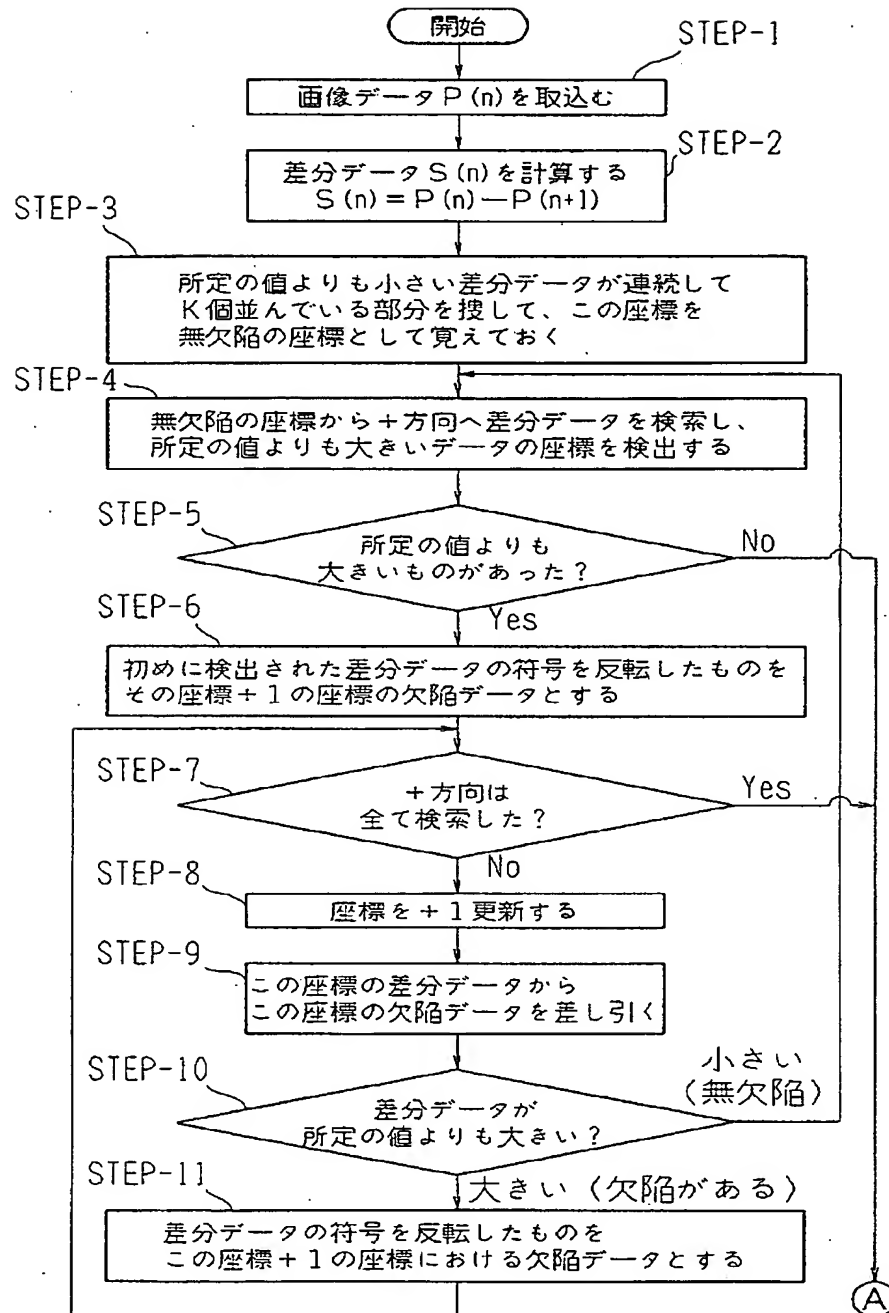 開始
STEP-1
画像データP(n)を取込む
STEP-2
差分データS(n)を計算する
S(n)=P(n)—P(n+1)
STEP-3
所定の値よりも小さい差分データが連続して
K個並んでいる部分を捜して、この座標を
無欠陥の座標として覚えておく
STEP-4
無欠陥の座標から+方向へ差分データを検索し、
所定の値よりも大きいデータの座標を検出する
STEP-5
所定の値よりも
大きいものがあった?
No
Yes
STEP-6
初めに検出された差分データの符号を反転したものを
その座標+1の座標の欠陥データとする
STEP-7
+方向は
全て検索した?
Yes
No
STEP-8
座標を+1更新する
STEP-9
この座標の差分データから
この座標の欠陥データを差し引く
STEP-10
差分データが
所定の値よりも大きい?
小さい
(無欠陥)
大きい(欠陥がある)
STEP-11
差分データの符号を反転したものを
この座標+1の座標における欠陥データとする
A